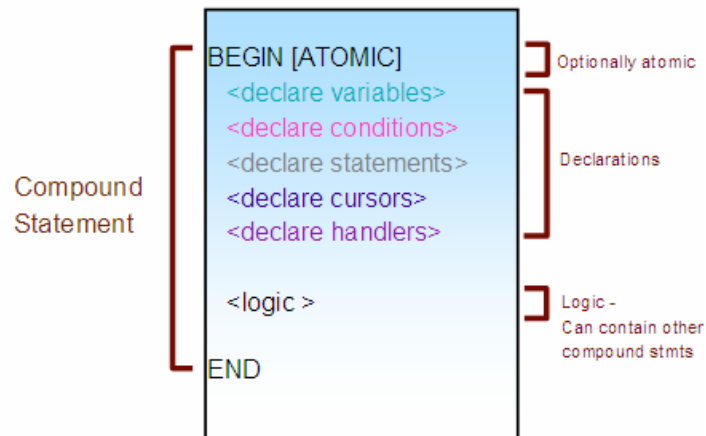 BEGIN [ATOMIC]
Optionally atomic
<declare variables>
<declare conditions>
<declare statements>
Declarations
<declare cursors>
<declare handlers>
Compound
Statement
<logic >
Logic -
Can contain other
compound stmts
END